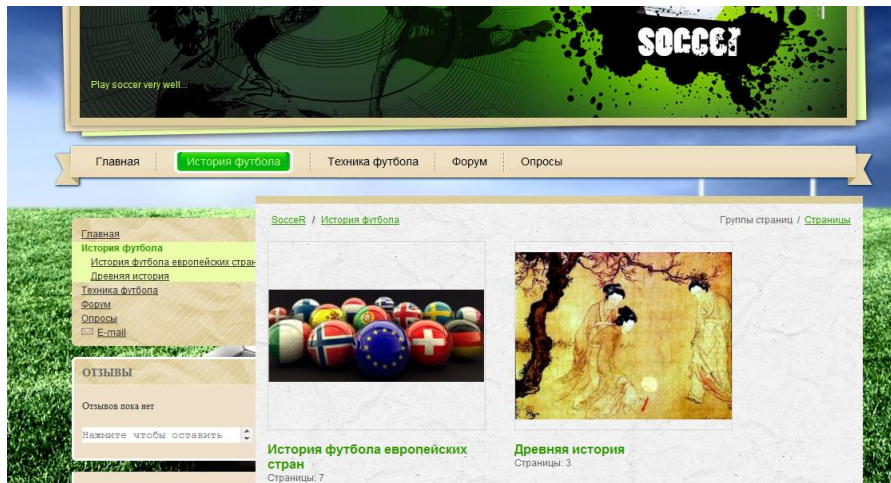 SOCCER
Play soccer very well...
Главная История футбола Техника футбола Форум Опросы
SocceR / История футбола Группы страниц / Страницы
Главная
История футбола
История футбола европейских стран
Древняя история
Техника футбола
Форум
Опросы
E-mail
ОТЗЫВЫ
Отзывов пока нет
Нажмите чтобы оставить
История футбола европейских
стран
Страницы: 7
Древняя история
Страницы: 3